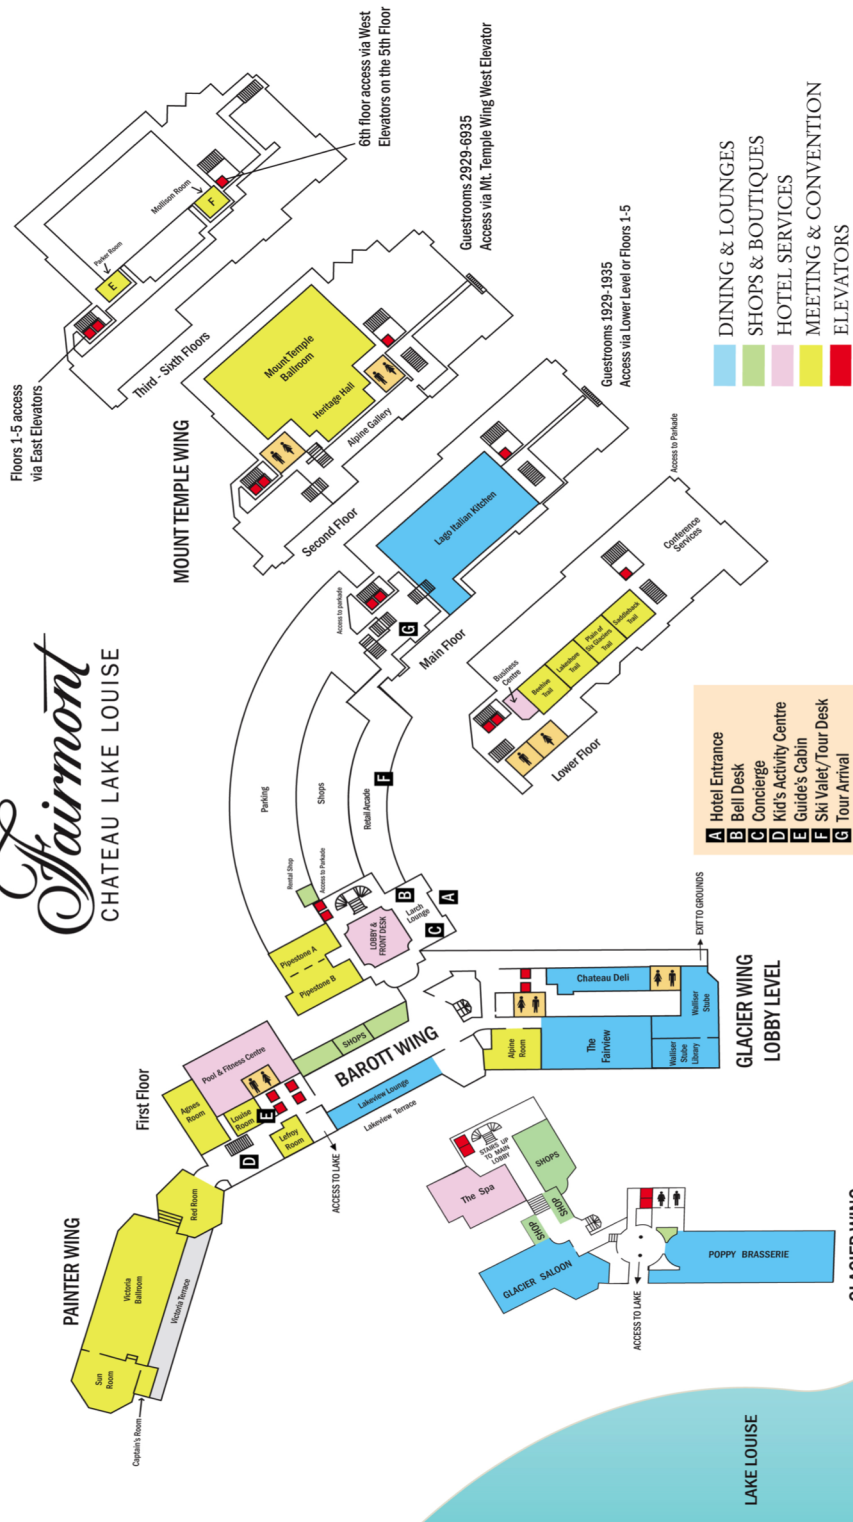 Fairmont
CHATEAU LAKE LOUISE
PAINTER WING
Captain's Room
Sun
Room
Victoria
Ballroom
Victoria Terrace
Red Room
First Floor
Agnes
Room
Pool & Fitness Centre
Louise
Room
E
D
Lefroy
Room
ACCESS TO LAKE
BAROTT WING
SHOPS
Lakeview Lounge
Lakeview Terrace
Pipestone A
Pipestone B
Rental Shop
Access to Parkade
LOBBY &
FRONT DESK
Larch
Lounge
B
C
A
Parking
Shops
Retail Arcade
F
MOUNT TEMPLE WING
Floors 1-5 access
via East Elevators
6th floor access via West
Elevators on the 5th Floor
Parker Room
E
Mollison Room
F
Third - Sixth Floors
Guestrooms 2929-6935
Access via Mt. Temple Wing West Elevator
Mount Temple
Ballroom
Heritage Hall
Alpine Gallery
Second Floor
Guestrooms 1929-1935
Access via Lower Level or Floors 1-5
Access to parkade
Lago Italian Kitchen
G
Main Floor
Access to Parkade
Conference
Services
Business
Centre
Beehive
Trail
Lakeshore
Trail
Plain of
Six Glaciers
Trail
Saddleback
Trail
Lower Floor
GLACIER WING
LOBBY LEVEL
EXIT TO GROUNDS
Alpine
Room
The
Fairview
Chateau Deli
Walliser
Stube
Walliser
Stube
Library
The Spa
STAIRS UP
TO MAIN
LOBBY
SHOPS
SHOP
SHOP
GLACIER SALOON
POPPY BRASSERIE
ACCESS TO LAKE
LAKE LOUISE
A Hotel Entrance
B Bell Desk
C Concierge
D Kid's Activity Centre
E Guide's Cabin
F Ski Valet/Tour Desk
G Tour Arrival
DINING & LOUNGES
SHOPS & BOUTIQUES
HOTEL SERVICES
MEETING & CONVENTION
ELEVATORS